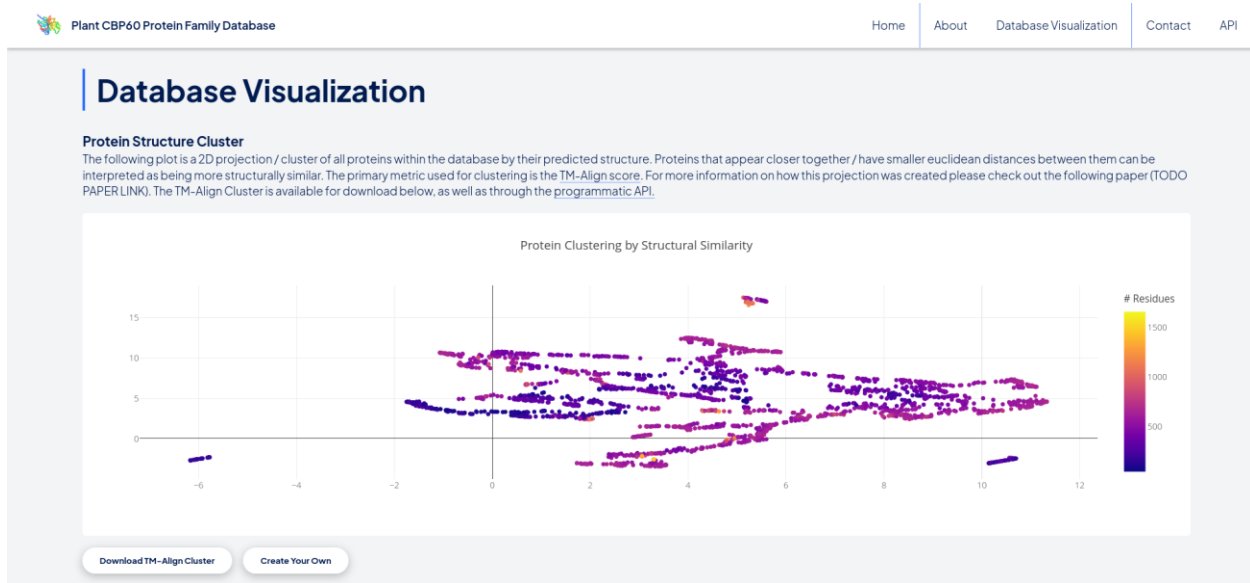 Plant CBP60 Protein Family Database
Home
About
Database Visualization
Contact
API
Database Visualization
Protein Structure Cluster
The following plot is a 2D projection / cluster of all proteins within the database by their predicted structure. Proteins that appear closer together / have smaller euclidean distances between them can be
interpreted as being more structurally similar. The primary metric used for clustering is the TM-Align score. For more information on how this projection was created please check out the following paper (TODO
PAPER LINK). The TM-Align Cluster is available for download below, as well as through the programmatic API.
Protein Clustering by Structural Similarity
# Residues
15
10
5
0
−6
−4
−2
0
2
4
6
8
10
12
1500
1000
500
Download TM-Align Cluster
Create Your Own